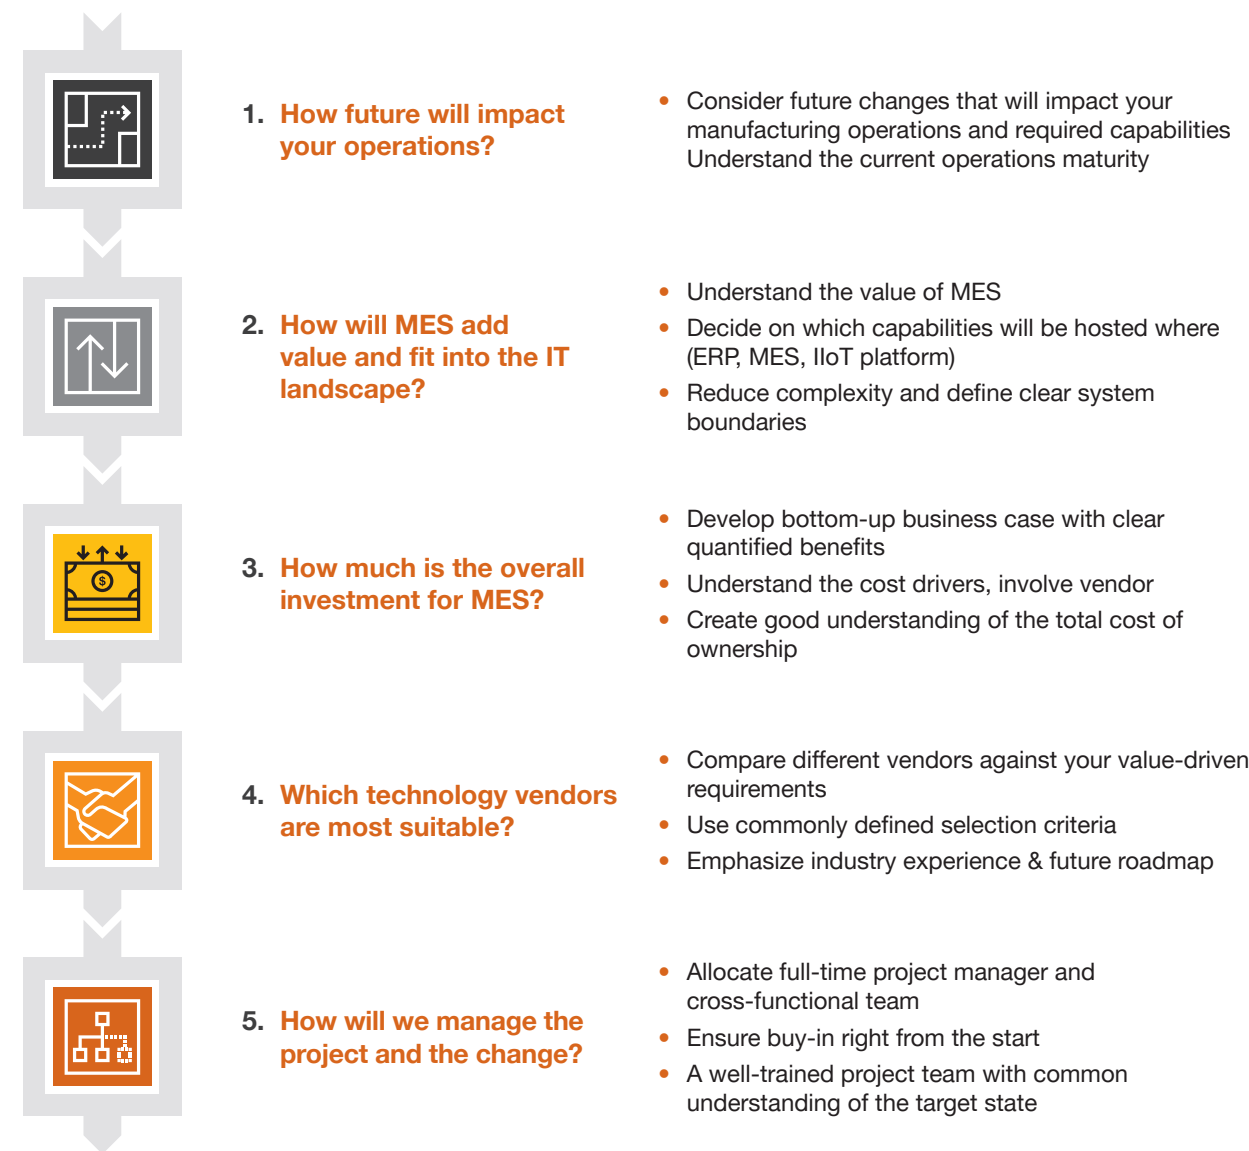 1. How future will impact
your operations?
• Consider future changes that will impact your
manufacturing operations and required capabilities
Understand the current operations maturity
2. How will MES add
value and fit into the IT
landscape?
• Understand the value of MES
• Decide on which capabilities will be hosted where
(ERP, MES, IIoT platform)
• Reduce complexity and define clear system
boundaries
$
3. How much is the overall
investment for MES?
• Develop bottom-up business case with clear
quantified benefits
• Understand the cost drivers, involve vendor
• Create good understanding of the total cost of
ownership
4. Which technology vendors
are most suitable?
• Compare different vendors against your value-driven
requirements
• Use commonly defined selection criteria
• Emphasize industry experience & future roadmap
5. How will we manage the
project and the change?
• Allocate full-time project manager and
cross-functional team
• Ensure buy-in right from the start
• A well-trained project team with common
understanding of the target state